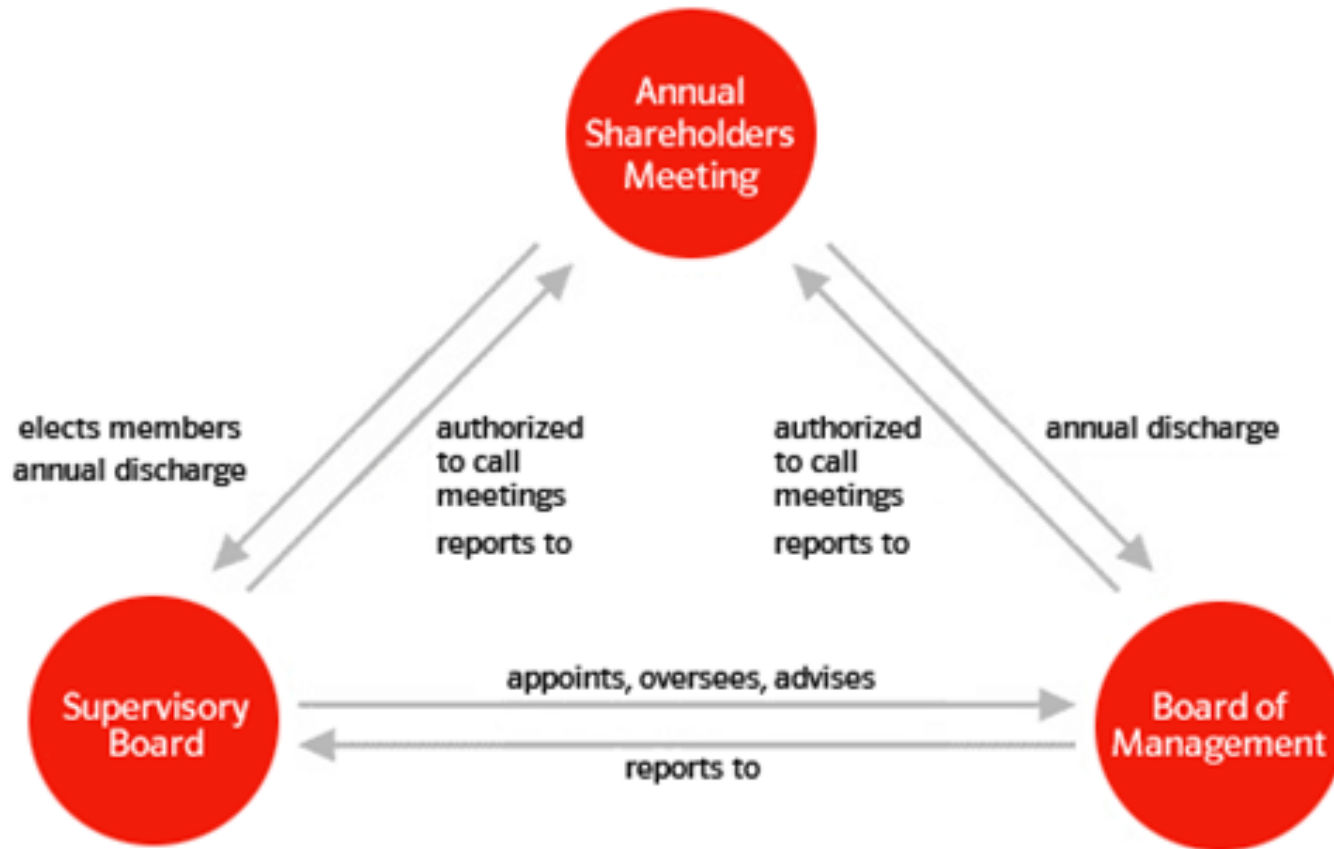 Annual
Shareholders
Meeting
elects members
annual discharge
authorized
to call
meetings
reports to
authorized
to call
meetings
reports to
annual discharge
Supervisory
Board
appoints, oversees, advises
reports to
Board of
Management